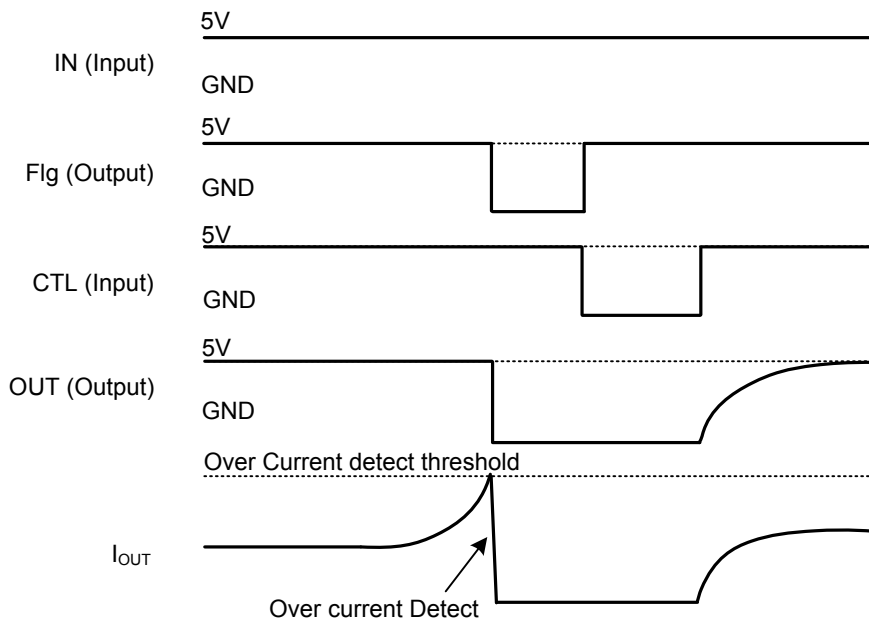 5V
IN (Input)
GND
5V
Flg (Output)
GND
5V
CTL (Input)
GND
5V
OUT (Output)
GND
Over Current detect threshold
IOUT
Over current Detect